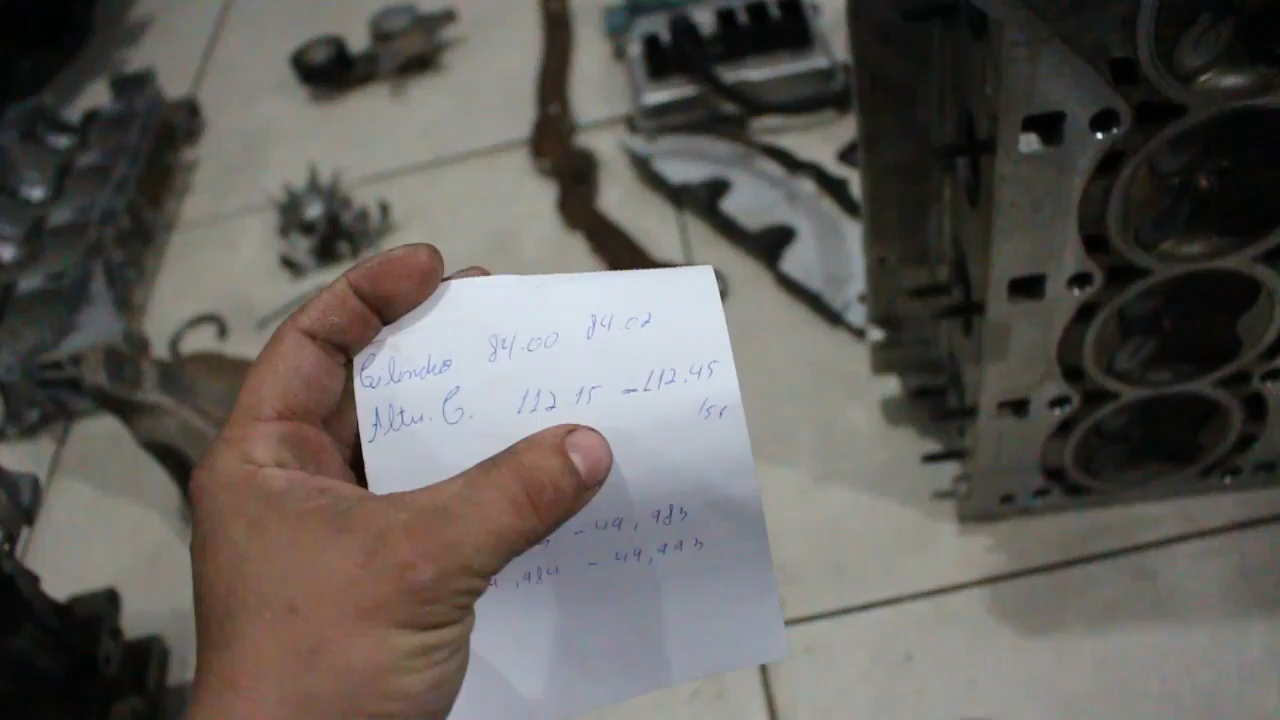 Cilindro 84.00 84.02
Altu. C. 112 15 - 112.45
- 49,983
,984 - 49,993